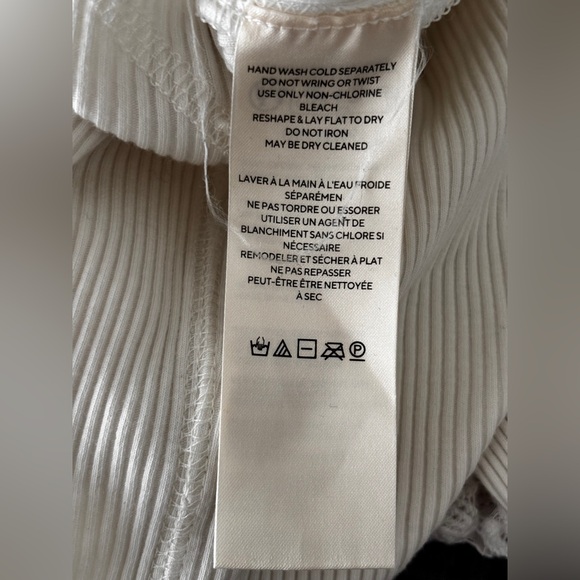 HAND WASH COLD SEPARATELY
DO NOT WRING OR TWIST
USE ONLY NON-CHLORINE
BLEACH
RESHAPE & LAY FLAT TO DRY
DO NOT IRON
MAY BE DRY CLEANED
LAVER À LA MAIN À L'EAU FROIDE
SÉPARÉMEN
NE PAS TORDRE OU ESSORER
UTILISER UN AGENT DE
BLANCHIMENT SANS CHLORE SI
NÉCESSAIRE
REMODELER ET SÉCHER À PLAT
NE PAS REPASSER
PEUT-ÊTRE ÊTRE NETTOYÉE
À SEC
P